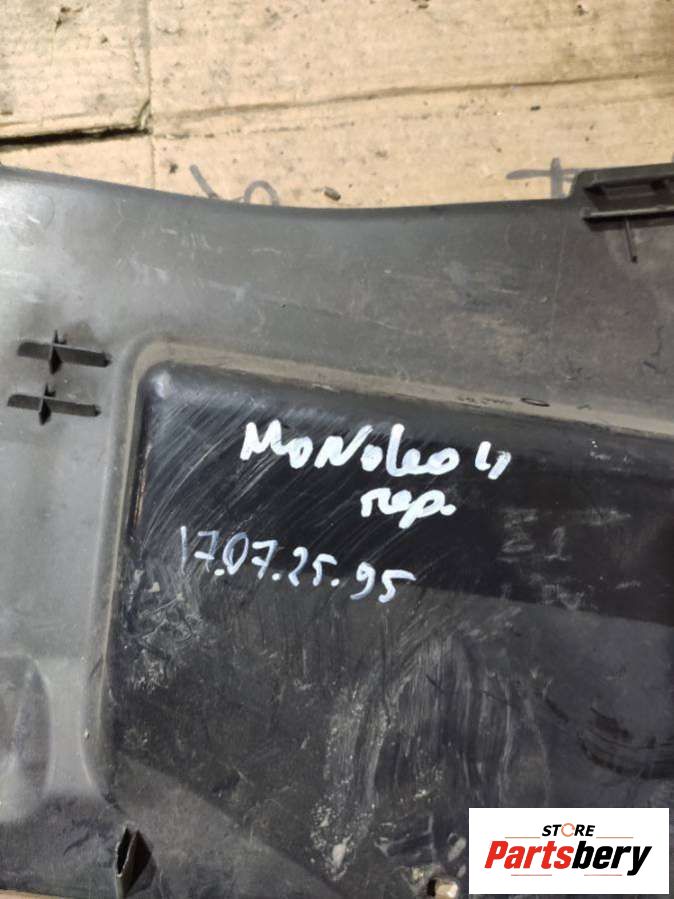 Mondeo 4
пер.
17.07.25.95
STORE
Partsbery